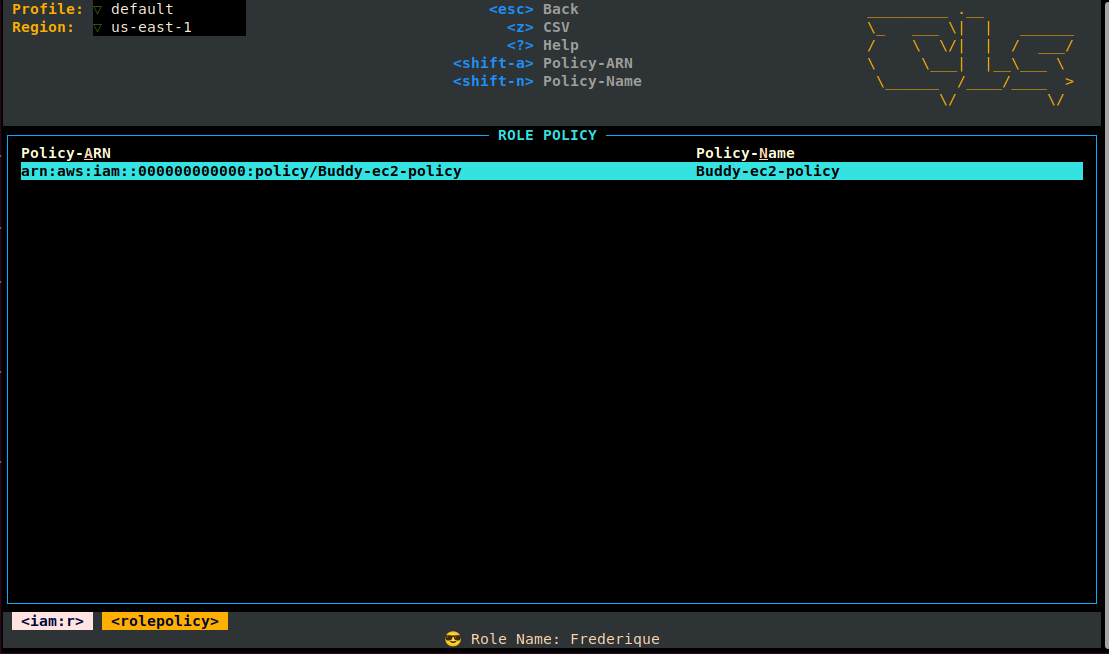 Profile: ▽ default
Region: ▽ us-east-1
<esc> Back
<z> CSV
<?> Help
<shift-a> Policy-ARN
<shift-n> Policy-Name
ROLE POLICY
Policy-ARN Policy-Name
arn:aws:iam::000000000000:policy/Buddy-ec2-policy Buddy-ec2-policy
<iam:r> <rolepolicy>
😎 Role Name: Frederique